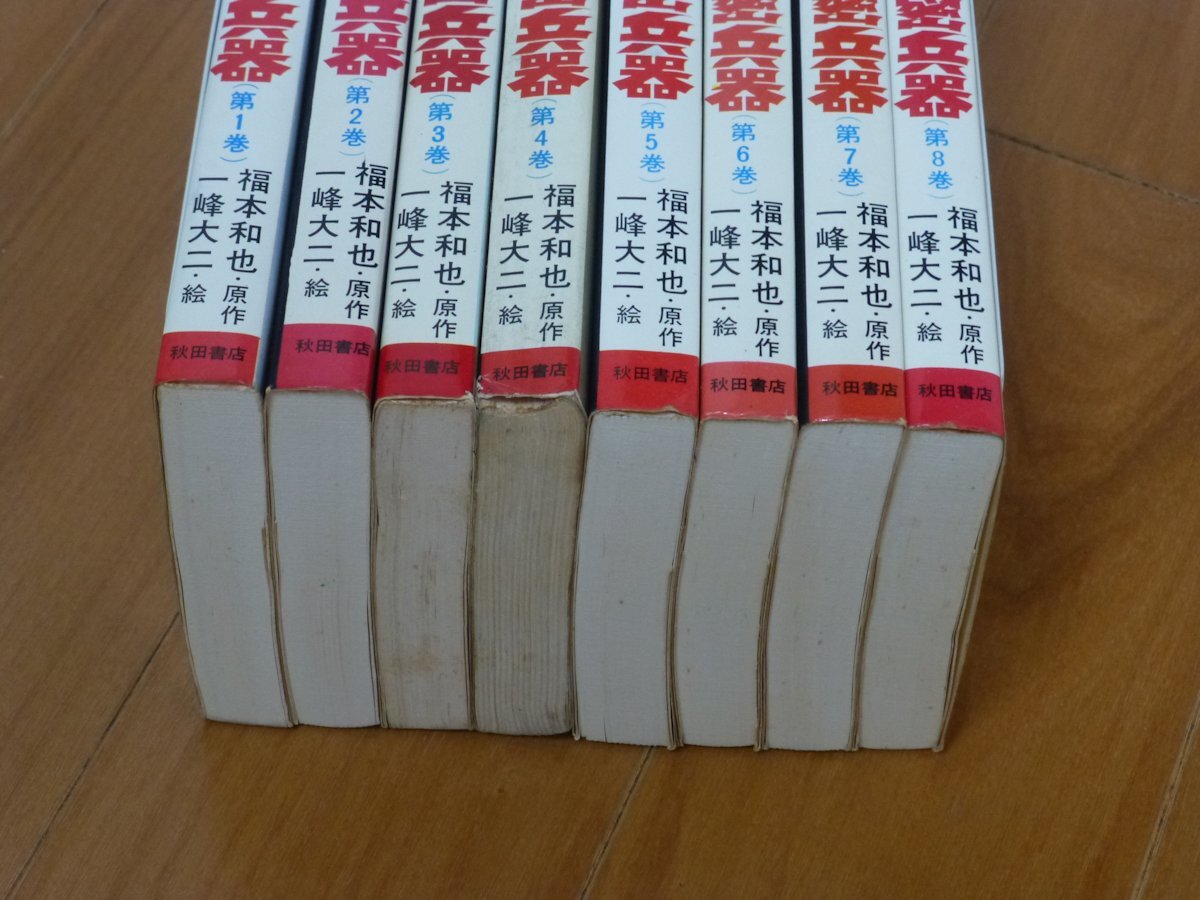 兵器
（第1巻）
福本和也・原作
一峰大二・絵
秋田書店
兵器
（第2巻）
福本和也・原作
一峰大二・絵
秋田書店
兵器
（第3巻）
福本和也・原作
一峰大二・絵
秋田書店
兵器
（第4巻）
福本和也・原作
一峰大二・絵
秋田書店
兵器
（第5巻）
福本和也・原作
一峰大二・絵
秋田書店
密兵器
（第6巻）
福本和也・原作
一峰大二・絵
秋田書店
密兵器
（第7巻）
福本和也・原作
一峰大二・絵
秋田書店
密兵器
（第8巻）
福本和也・原作
一峰大二・絵
秋田書店